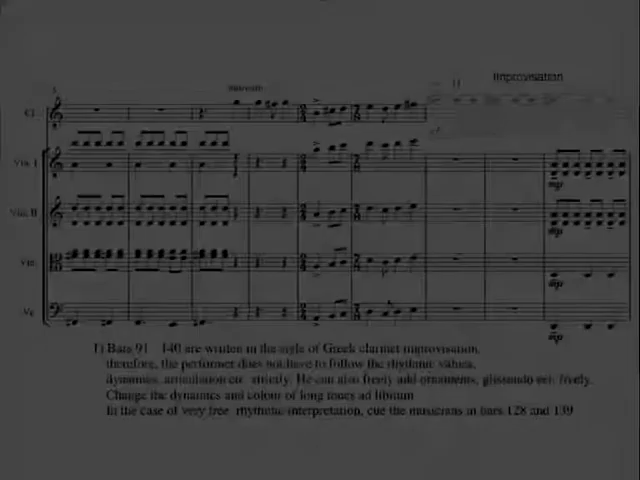 Improvisation
1)
Cl.
Vln. I
mp
Vln. II
mp
Vla.
mp
Vc.
mp
1) Bars 91 140 are written in the style of Greek clarinet improvisation,
therefore, the performer does not have to follow the rhythmic values,
dynamics, articulation etc strictly. He can also freely add ornaments, glissando etc. freely.
Change the dynamics and colour of long tones ad libitum
In the case of very free rhythmic interpretation, cue the musicians in bars 128 and 139